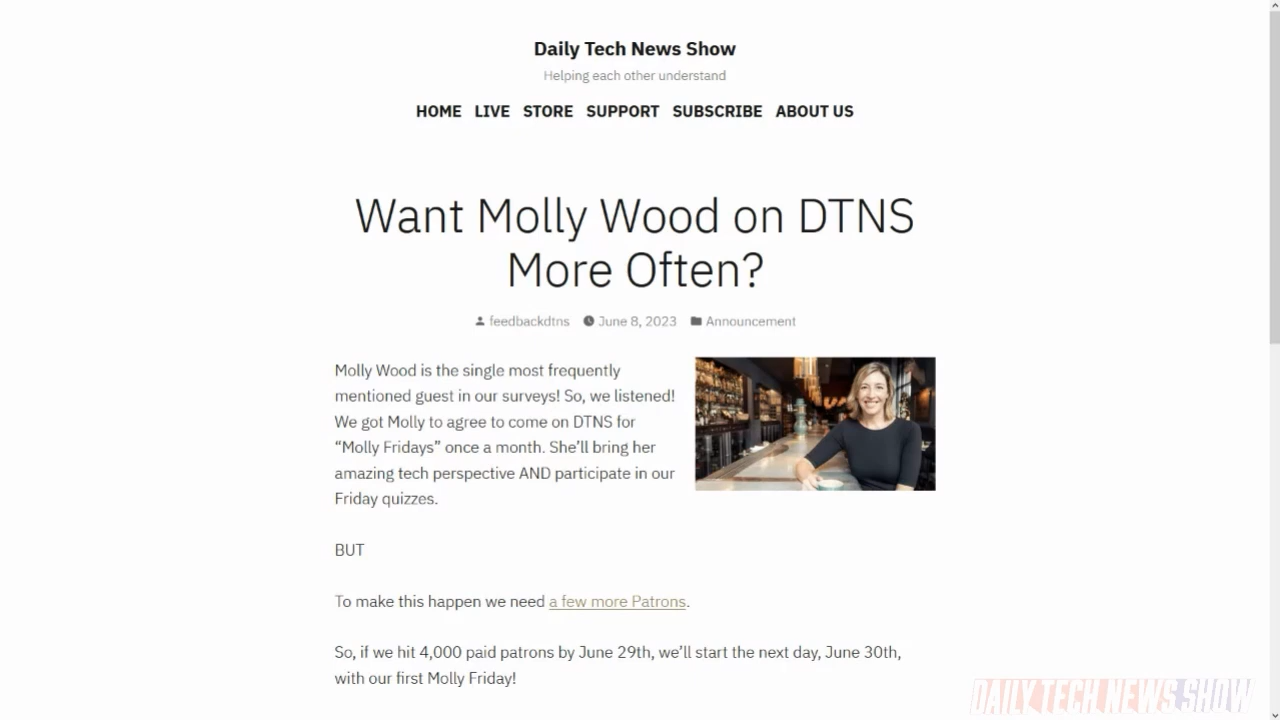 Daily Tech News Show
Helping each other understand
HOME LIVE STORE SUPPORT SUBSCRIBE ABOUT US
Want Molly Wood on DTNS
More Often?
feedbackdtns June 8, 2023 Announcement
Molly Wood is the single most frequently
mentioned guest in our surveys! So, we listened!
We got Molly to agree to come on DTNS for
“Molly Fridays” once a month. She’ll bring her
amazing tech perspective AND participate in our
Friday quizzes.
BUT
To make this happen we need a few more Patrons.
So, if we hit 4,000 paid patrons by June 29th, we’ll start the next day, June 30th,
with our first Molly Friday!
DAILY TECH NEWS SHOW